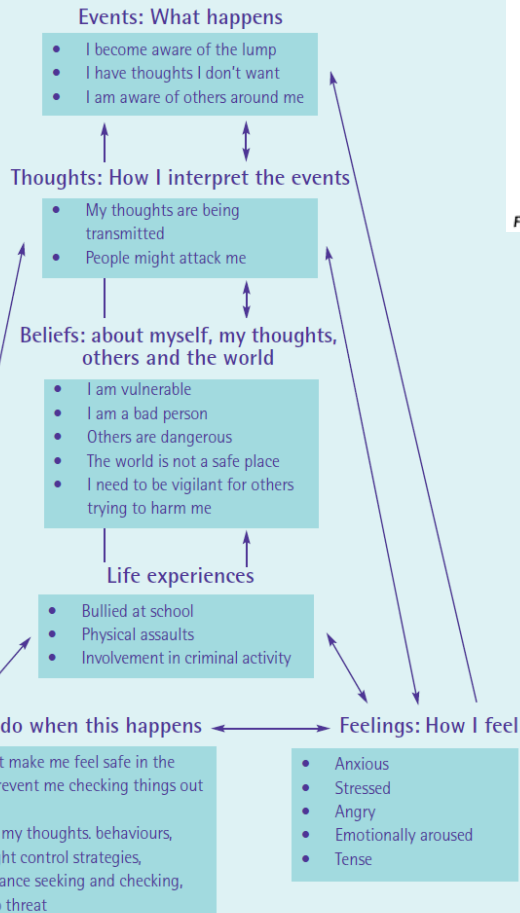 Events: What happens
• I become aware of the lump
• I have thoughts I don't want
• I am aware of others around me
Thoughts: How I interpret the events
• My thoughts are being
transmitted
• People might attack me
Beliefs: about myself, my thoughts,
others and the world
• I am vulnerable
• I am a bad person
• Others are dangerous
• The world is not a safe place
• I need to be vigilant for others
trying to harm me
Life experiences
• Bullied at school
• Physical assaults
• Involvement in criminal activity
do when this happens
t make me feel safe in the
revent me checking things out
my thoughts. behaviours,
ght control strategies,
ance seeking and checking,
threat
Feelings: How I feel
• Anxious
• Stressed
• Angry
• Emotionally aroused
• Tense
F